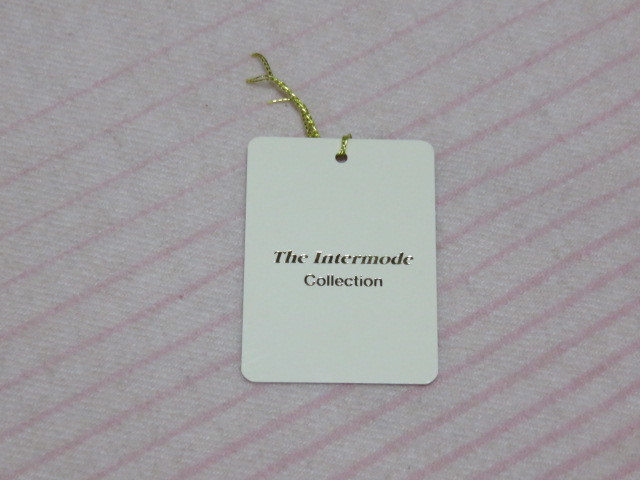 The Intermode
Collection